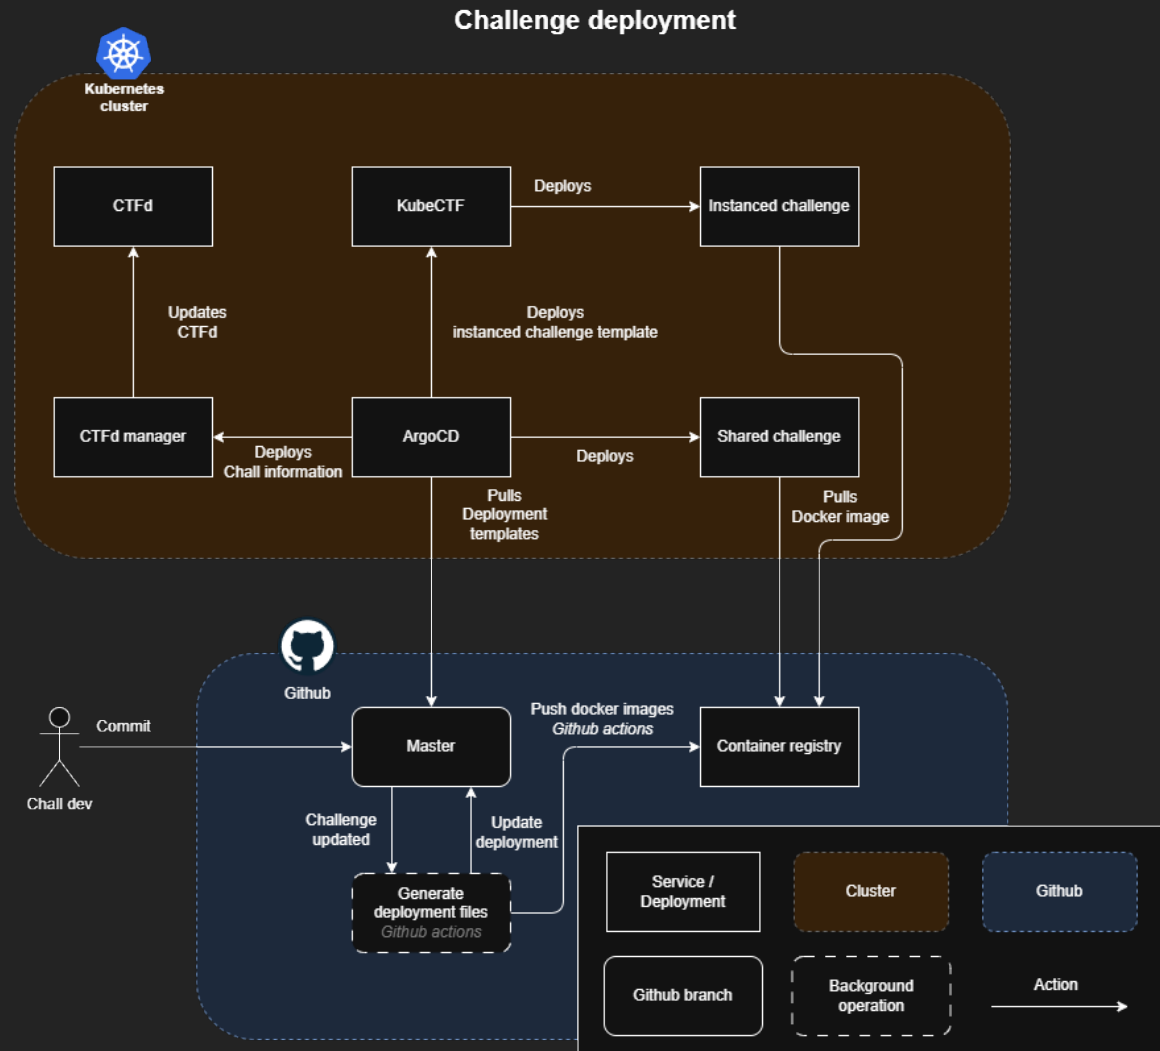 Challenge deployment
Kubernetes
cluster
CTFd
KubeCTF
Deploys
Instanced challenge
Updates
CTFd
Deploys
instanced challenge template
CTFd manager
Deploys
Chall information
ArgoCD
Deploys
Shared challenge
Pulls
Deployment
templates
Pulls
Docker image
Github
Chall dev
Commit
Master
Push docker images
Github actions
Container registry
Challenge
updated
Update
deployment
Generate
deployment files
Github actions
Service /
Deployment
Cluster
Github
Github branch
Background
operation
Action